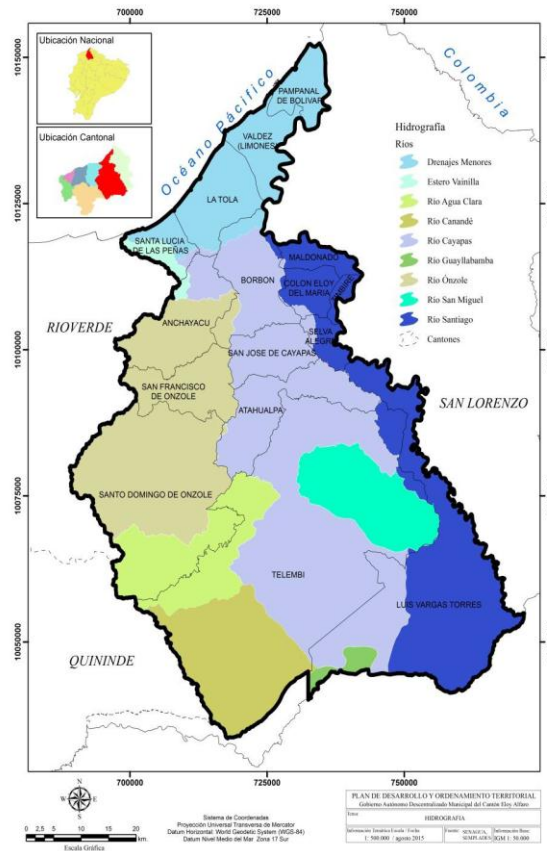 700000
725000
750000
Ubicación Nacional
Ubicación Cantonal
10150000
10125000
10100000
10075000
10050000
Océano Pácifico
Colombia
PAMPANAL
DE BOLIVAR
VALDEZ
(LIMONES)
LA TOLA
SANTA LUCIA
DE LAS PEÑAS
BORBON
MALDONADO
COLON ELOY
DEL MARIA
SELVA
ALEGRE
ANCHAYACU
SAN JOSE DE CAYAPAS
SAN FRANCISCO
DE ONZOLE
ATAHUALPA
SANTO DOMINGO DE ONZOLE
TELEMBI
LUIS VARGAS TORRES
RIOVERDE
SAN LORENZO
QUININDE
Hidrografía
Ríos
Drenajes Menores
Estero Vainilla
Río Agua Clara
Río Canandé
Río Cayapas
Río Guayllabamba
Río Ónzole
Río San Miguel
Río Santiago
Cantones
700000
725000
750000
N
W
E
S
0 2,5 5 10 15 20
km.
Escala Gráfica
Sistema de Coordenadas
Proyección Universal Transversa de Mercator
Datum Horizontal: World Geodetic System (WGS-84)
Datum Nivel Medio del Mar Zona 17 Sur
PLAN DE DESARROLLO Y ORDENAMIENTO TERRITORIAL
Gobierno Autónomo Descentralizado Municipal del Cantón Eloy Alfaro
HIDROGRAFIA
1: 500.000 / agosto 2015
SENAGUA,
SEMPLADES
IGM 1: 50.000